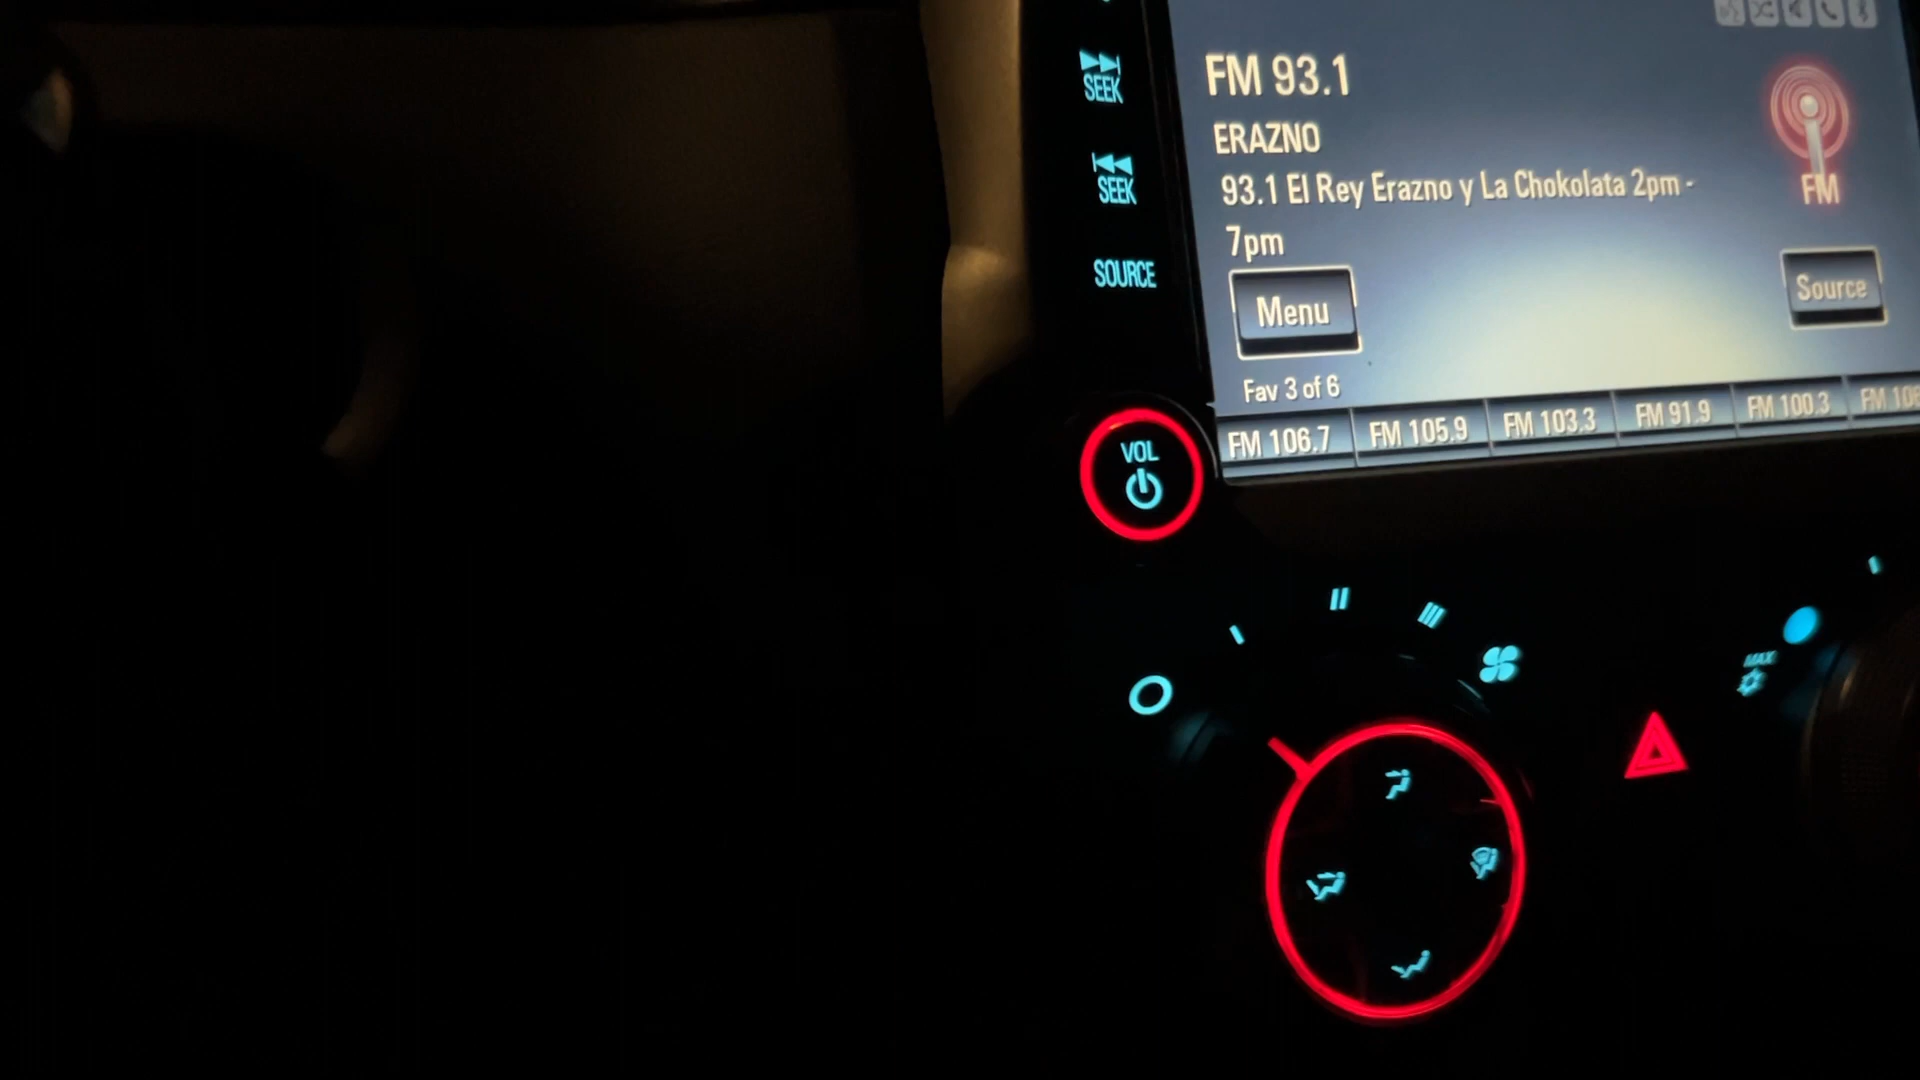 SEEK
SEEK
SOURCE
FM 93.1
ERAZNO
93.1 El Rey Erazno y La Chokolata 2pm -
7pm
FM
Menu
Source
Fav 3 of 6
FM 106.7 FM 105.9 FM 103.3 FM 91.9 FM 100.3 FM 106
VOL
MAX